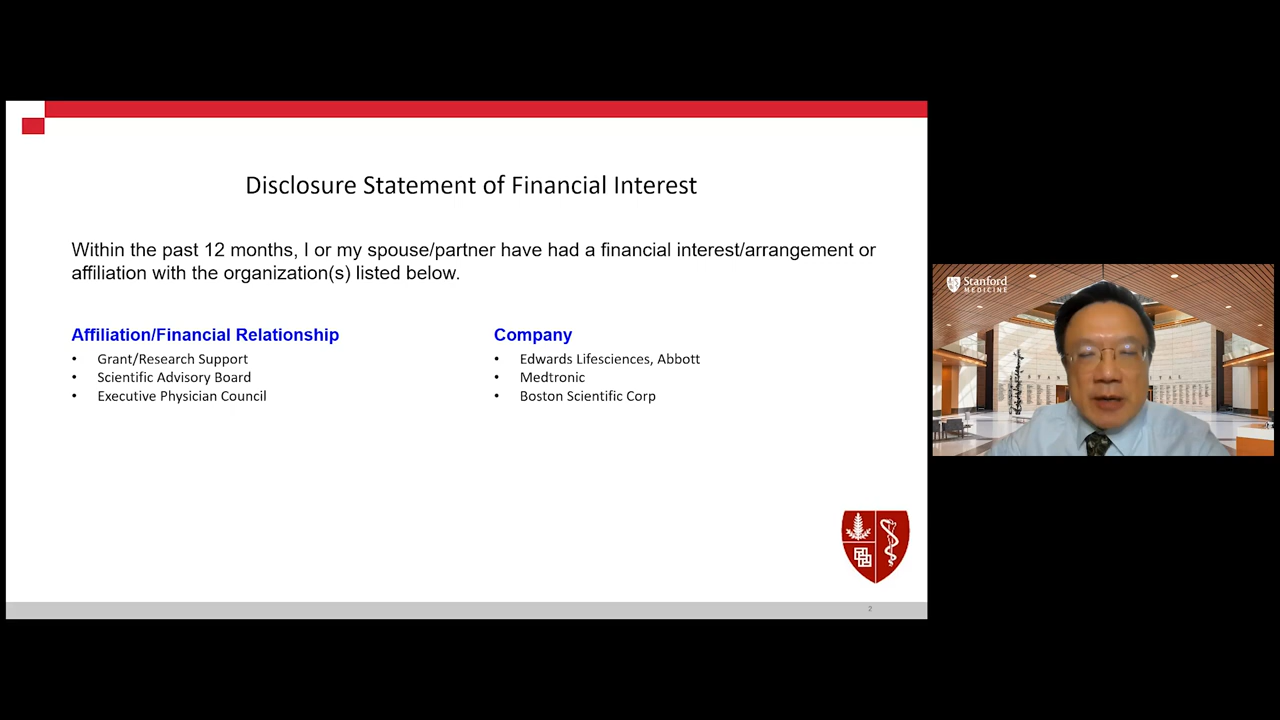 Disclosure Statement of Financial Interest
Within the past 12 months, I or my spouse/partner have had a financial interest/arrangement or
affiliation with the organization(s) listed below.
Affiliation/Financial Relationship
• Grant/Research Support
• Scientific Advisory Board
• Executive Physician Council
Company
• Edwards Lifesciences, Abbott
• Medtronic
• Boston Scientific Corp
2
Stanford
MEDICINE